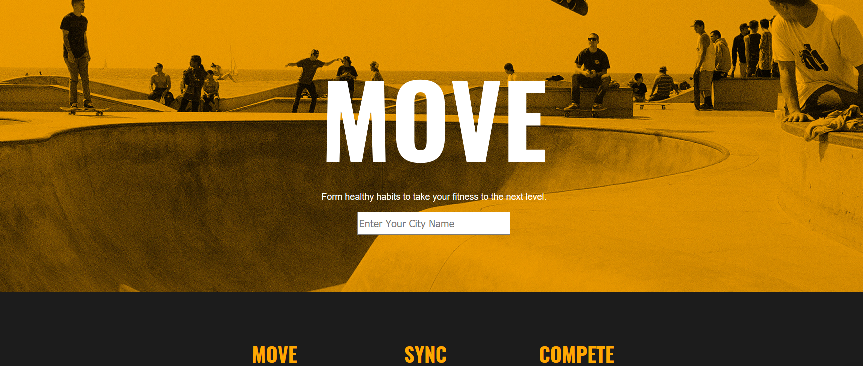 MOVE
Form healthy habits to take your fitness to the next level.
Enter Your City Name
MOVE SYNC COMPETE